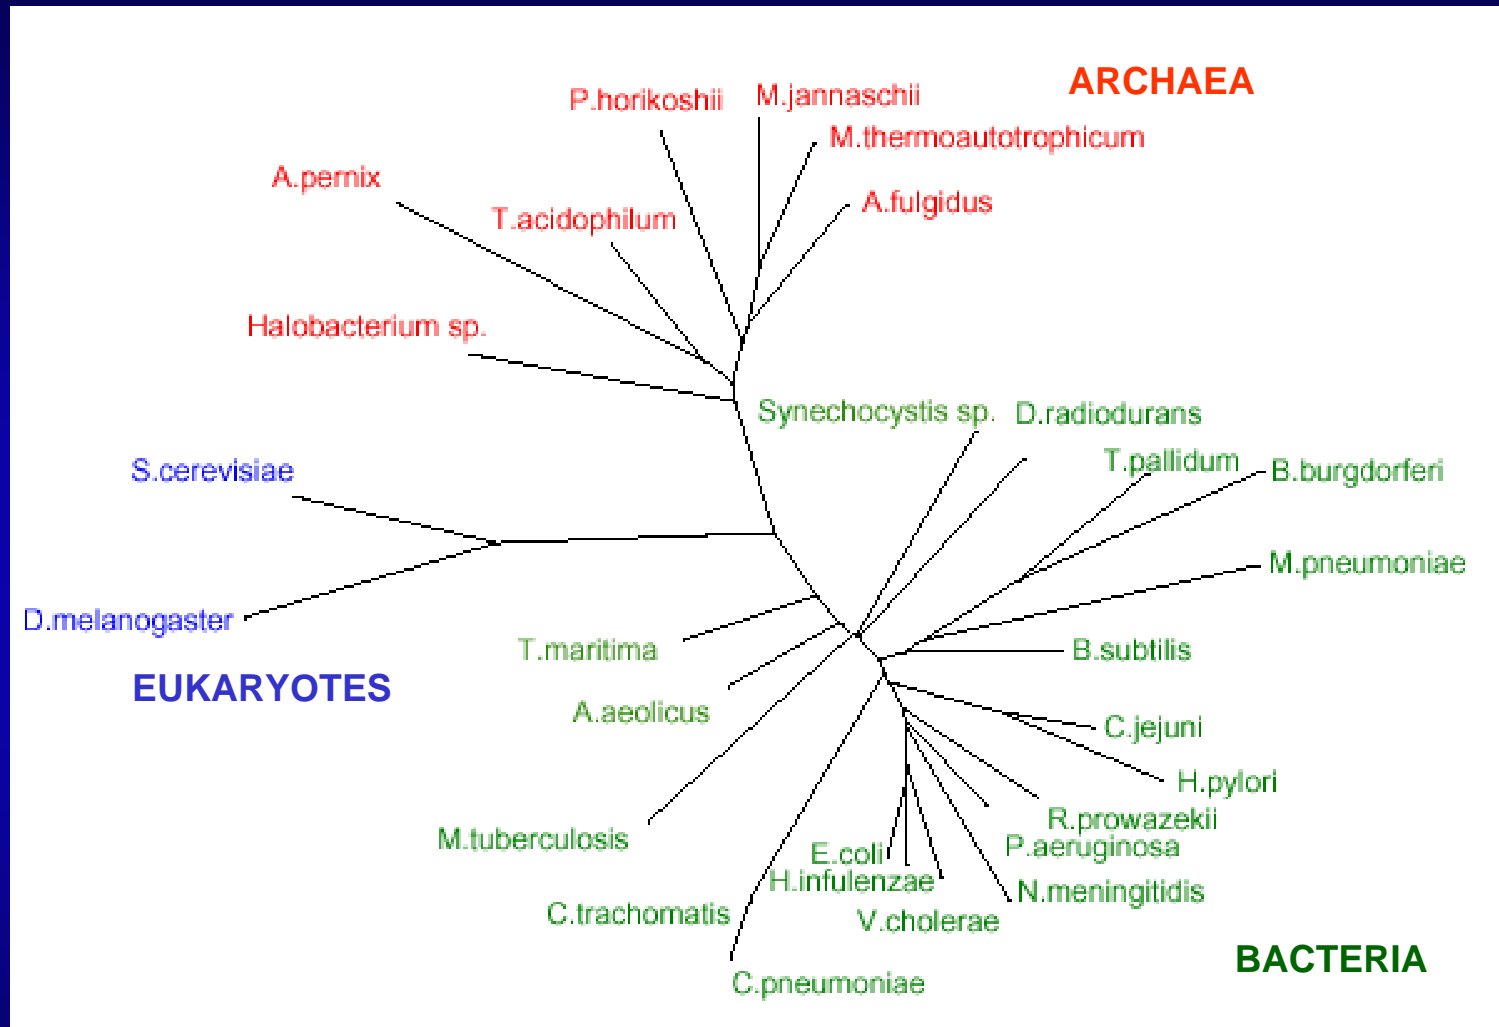 ARCHAEA
P.horikoshii
M.jannaschii
M.thermoautotrophicum
A.pernix
A.fulgidus
T.acidophilum
Halobacterium sp.
Synechocystis sp.
D.radiodurans
T.pallidum
B.burgdorferi
S.cerevisiae
M.pneumoniae
D.melanogaster
T.maritima
B.subtilis
EUKARYOTES
A.aeolicus
C.jejuni
H.pylori
R.prowazekii
M.tuberculosis
P.aeruginosa
E.coli
H.infulenzae
N.meningitidis
C.trachomatis
V.cholerae
BACTERIA
C.pneumoniae